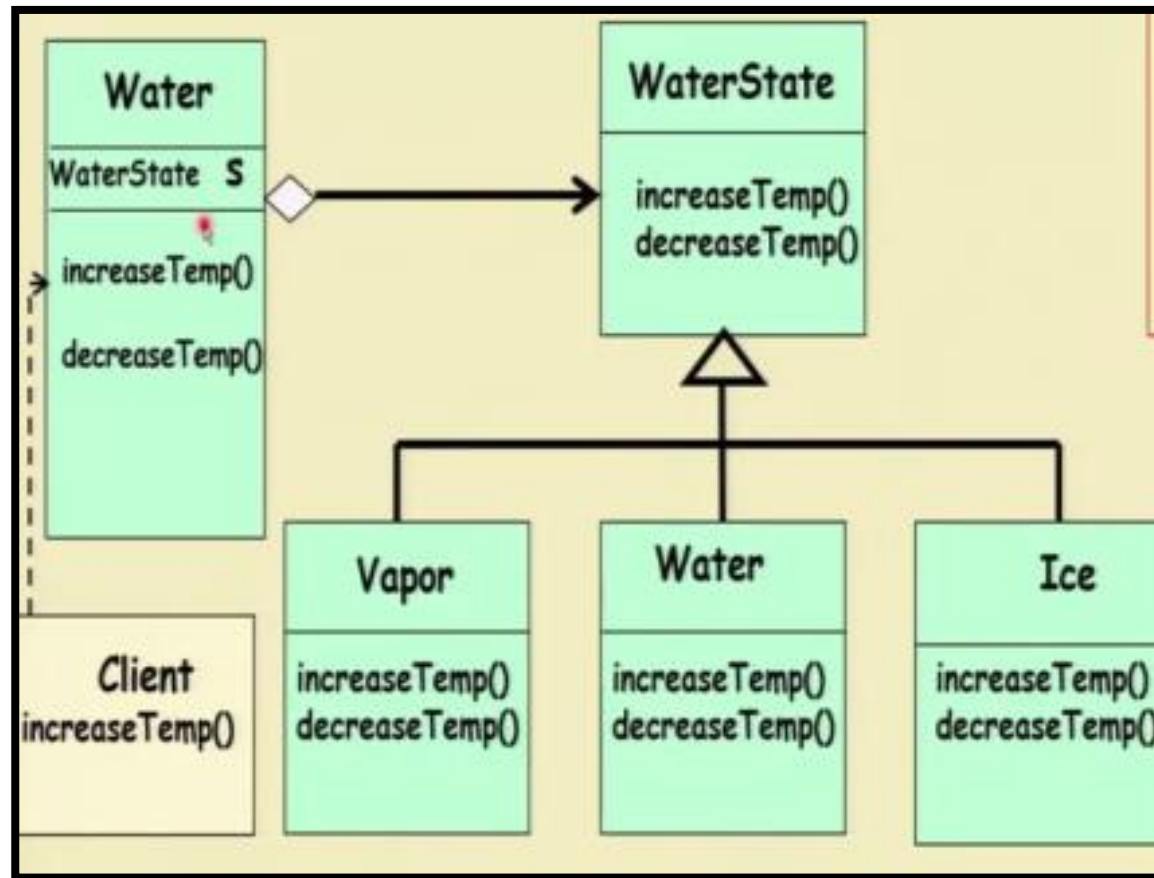 Water
WaterState S
increaseTemp()
decreaseTemp()
WaterState
increaseTemp()
decreaseTemp()
Client
increaseTemp()
Vapor
increaseTemp()
decreaseTemp()
Water
increaseTemp()
decreaseTemp()
Ice
increaseTemp()
decreaseTemp()